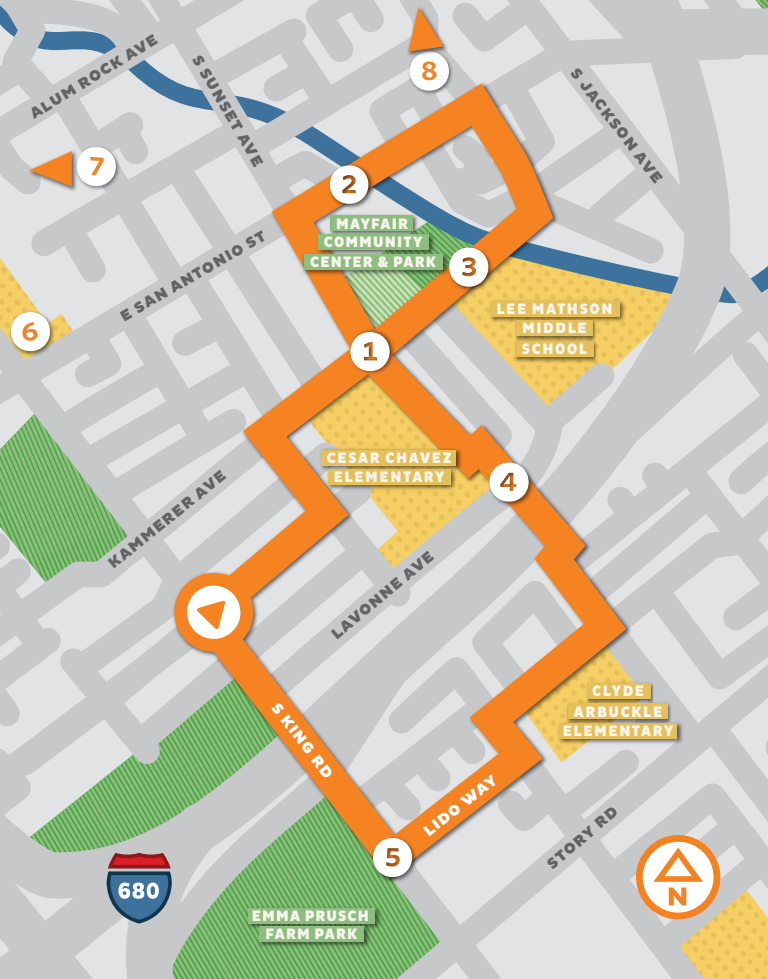 8
ALUM ROCK AVE
S SUNSET AVE
S JACKSON AVE
7
2
MAYFAIR
COMMUNITY
CENTER & PARK
3
E SAN ANTONIO ST
6
LEE MATHSON
MIDDLE
SCHOOL
1
CESAR CHAVEZ
ELEMENTARY
4
KAMMERER AVE
LAVONNE AVE
CLYDE
ARBUCKLE
ELEMENTARY
S KING RD
LIDO WAY
STORY RD
5
680
N
EMMA PRUSCH
FARM PARK